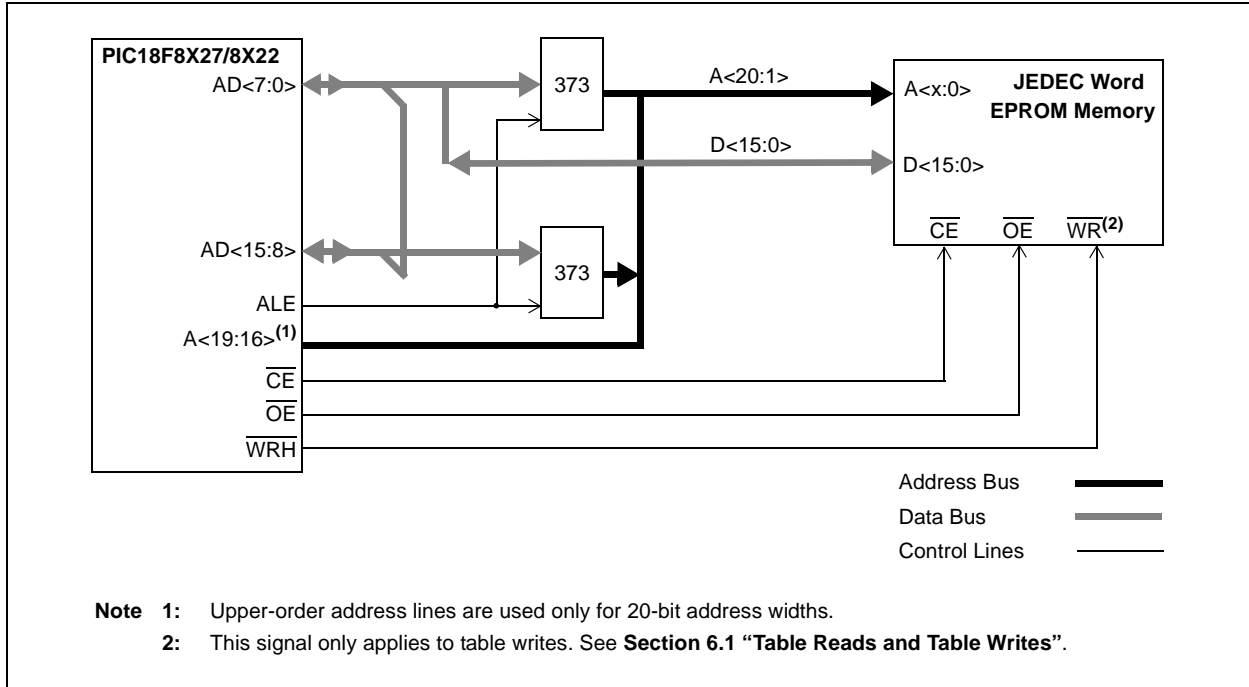 PIC18F8X27/8X22
AD<7:0>
373
A<20:1>
A<x:0>
JEDEC Word
EPROM Memory
D<15:0>
D<15:0>
CE
OE
WR(2)
AD<15:8>
373
ALE
A<19:16>(1)
CE
OE
WRH
Address Bus
Data Bus
Control Lines
Note 1: Upper-order address lines are used only for 20-bit address widths.
2: This signal only applies to table writes. See Section 6.1 “Table Reads and Table Writes”.